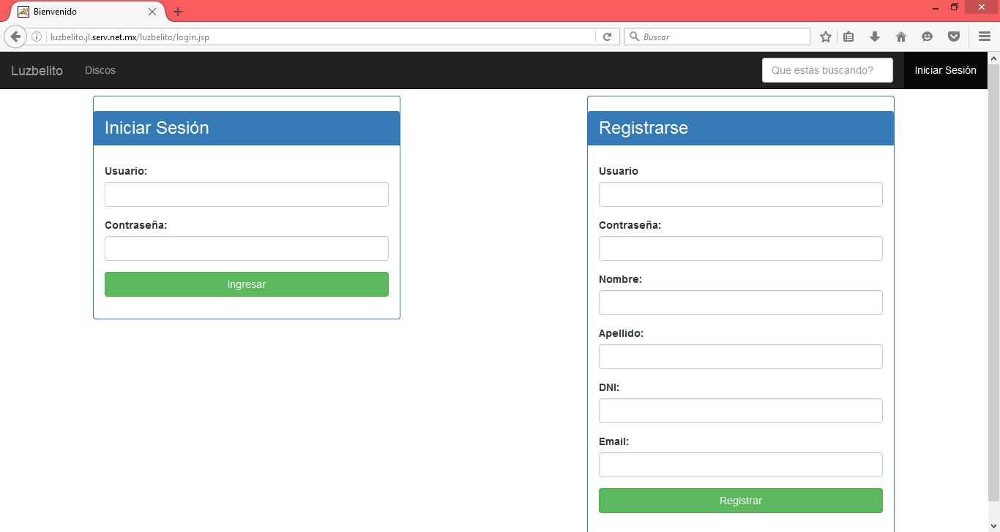 Bienvenido
luzbelito.jl.serv.net.mx/luzbelito/login.jsp
Buscar
Luzbelito
Discos
Que estás buscando?
Iniciar Sesión
Iniciar Sesión
Usuario:
Contraseña:
Ingresar
Registrarse
Usuario
Contraseña:
Nombre:
Apellido:
DNI:
Email:
Registrar